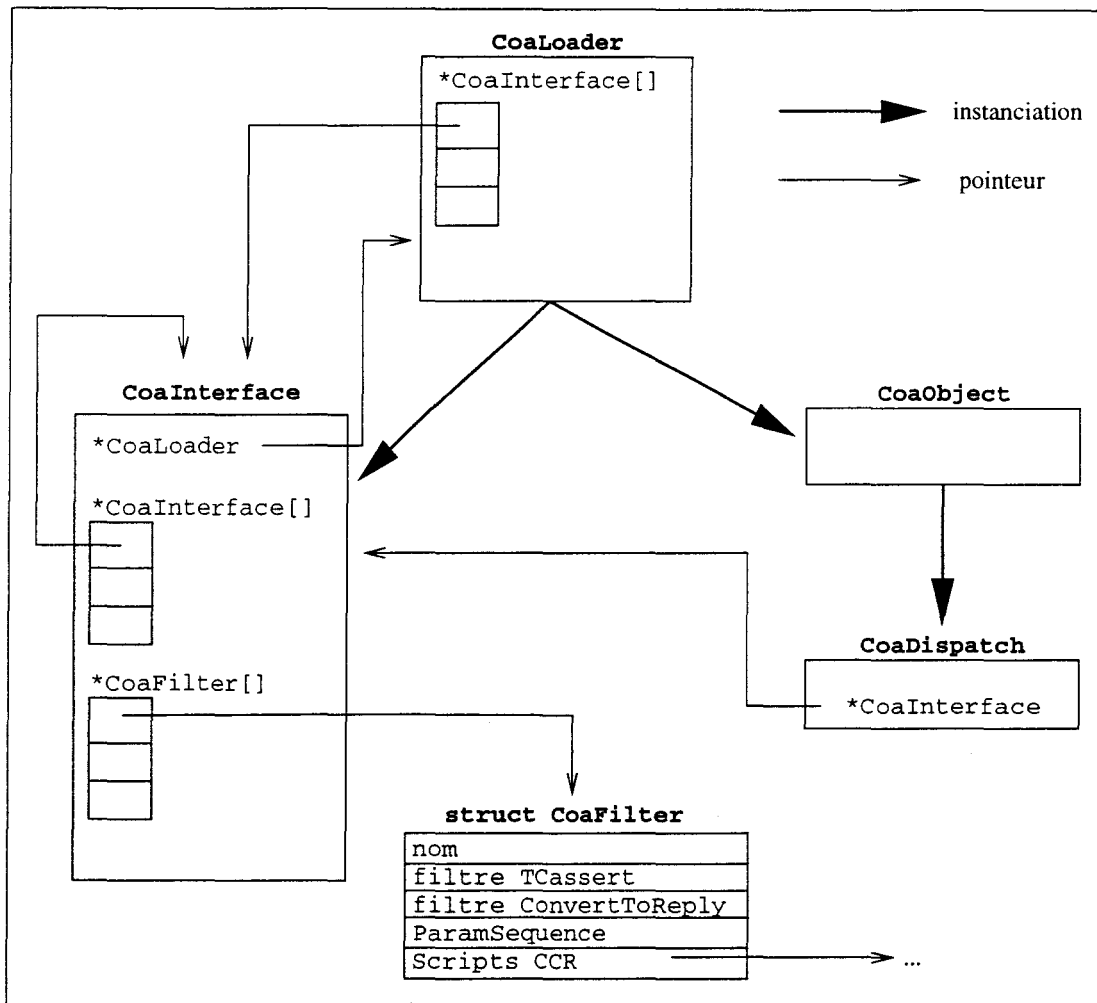 CoaLoader
*CoaInterface[]
instanciation
pointeur
CoaInterface
*CoaLoader
*CoaInterface[]
*CoaFilter[]
CoaObject
CoaDispatch
*CoaInterface
struct CoaFilter
nom
filtre TCassert
filtre ConvertToReply
ParamSequence
Scripts CCR
...